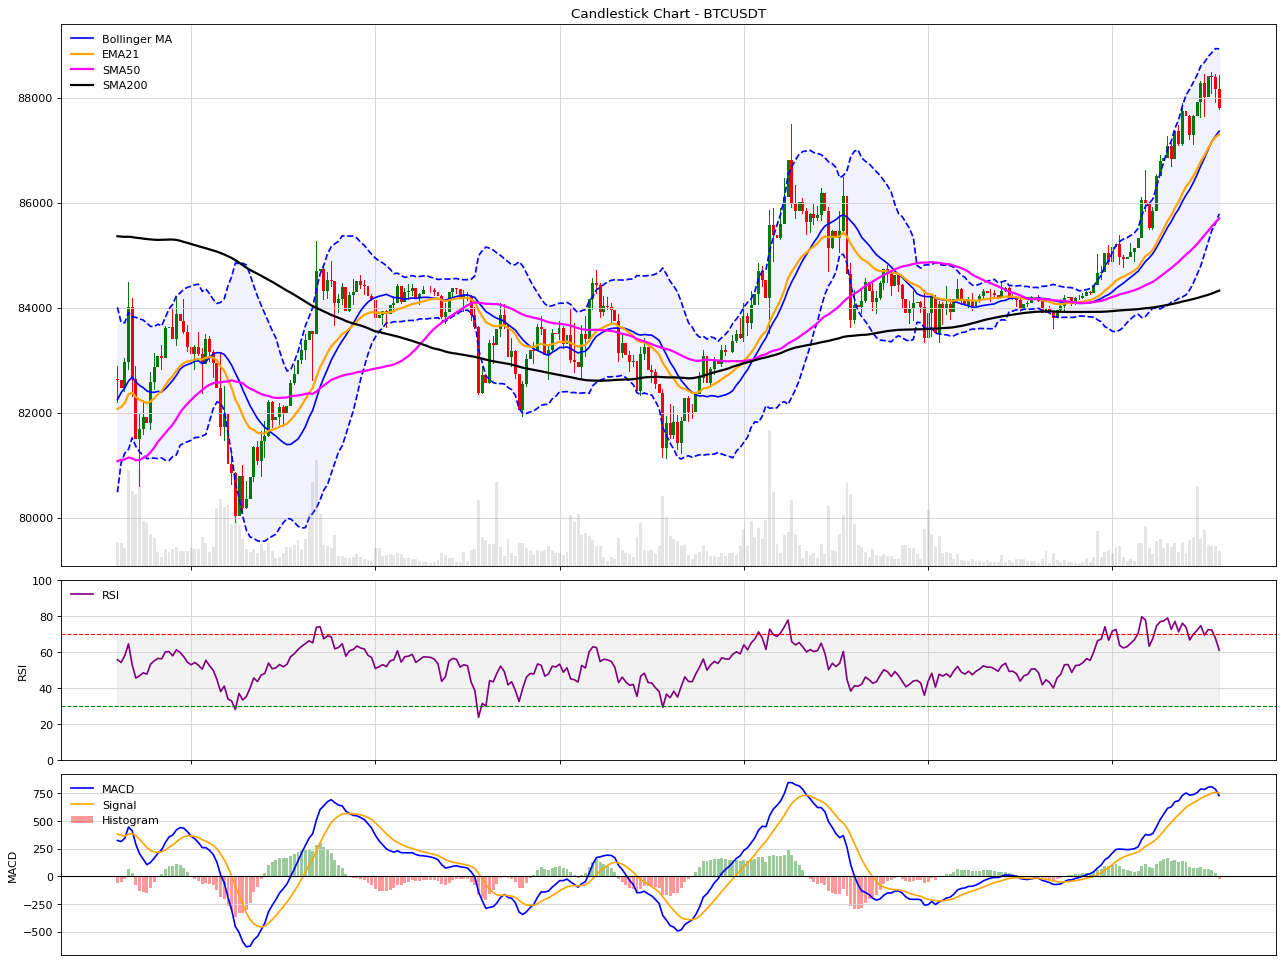 Candlestick Chart - BTCUSDT
Bollinger MA
EMA21
SMA50
SMA200
88000
86000
84000
82000
80000
RSI
100
80
60
40
20
0
RSI
MACD
Signal
Histogram
750
500
250
0
−250
−500
MACD